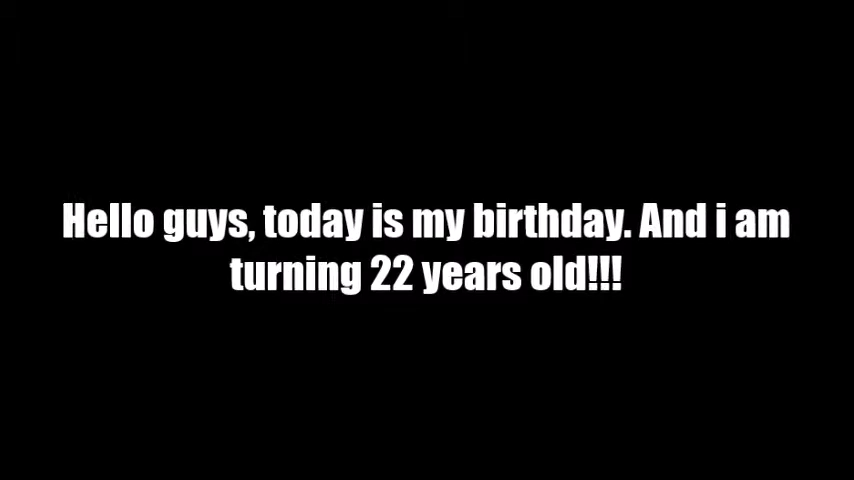 Hello guys, today is my birthday. And i am
turning 22 years old!!!